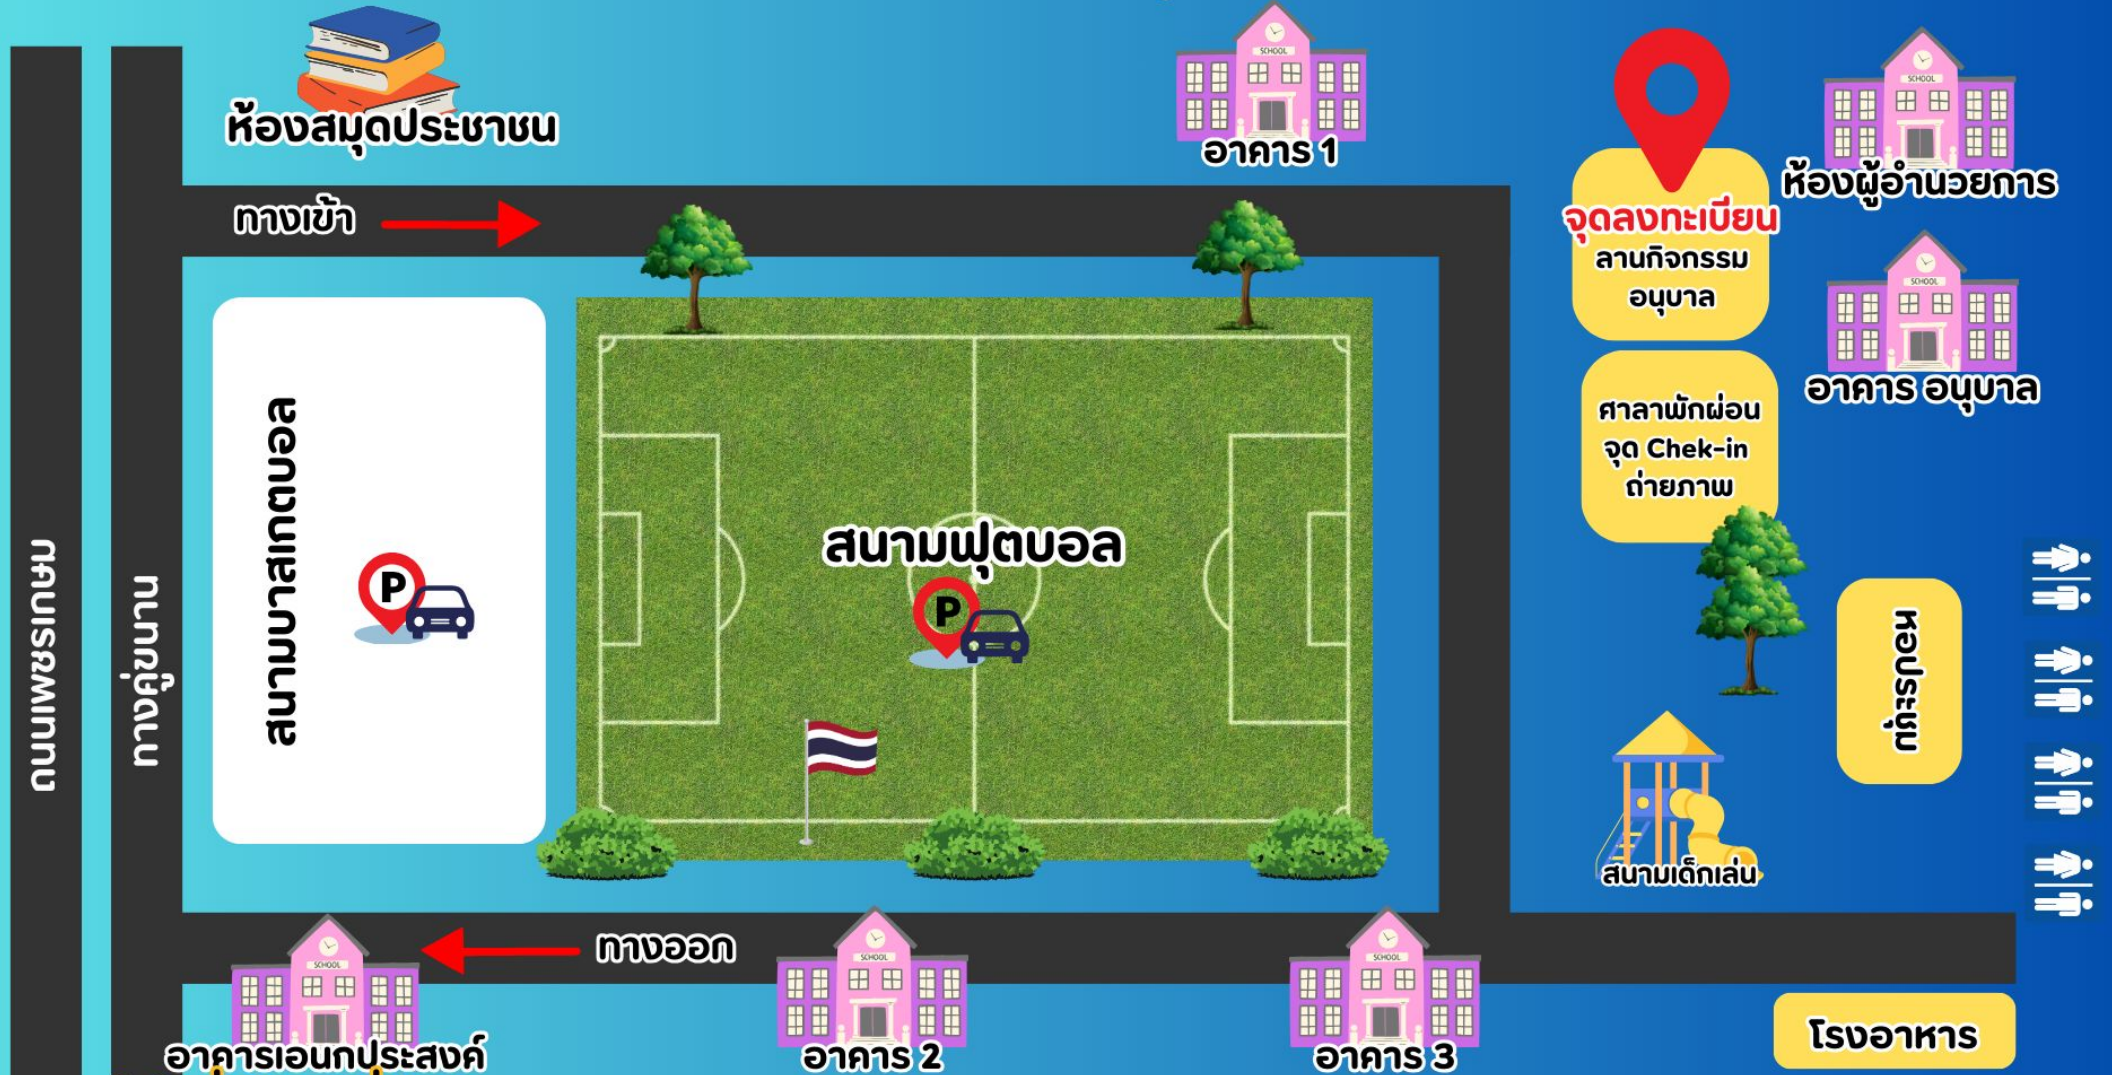 ห้องสมุดประชาชน
SCHOOL
อาคาร 1
SCHOOL
ห้องผู้อำนวยการ
ทางเข้า
จุดลงทะเบียน
ลานกิจกรรม
อนุบาล
SCHOOL
อาคาร อนุบาล
ศาลาพักผ่อน
จุด Chek-in
ถ่ายภาพ
ถนนเพชรเกษม
ทางคู่ขนาน
สนามบาสเกตบอล
P
สนามฟุตบอล
P
หอประชุม
สนามเด็กเล่น
ทางออก
SCHOOL
อาคารเอนกประสงค์
SCHOOL
อาคาร 2
SCHOOL
อาคาร 3
โรงอาหาร